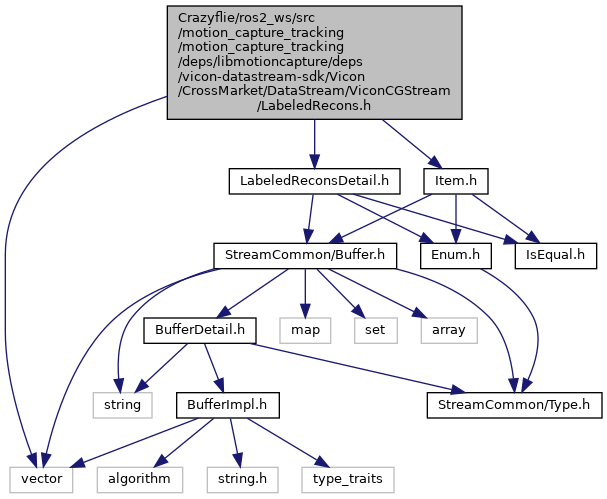 Crazyflie/ros2_ws/src
/motion_capture_tracking
/motion_capture_tracking
/deps/libmotioncapture/deps
/vicon-datastream-sdk/Vicon
/CrossMarket/DataStream/ViconCGStream
/LabeledRecons.h
LabeledReconsDetail.h
Item.h
StreamCommon/Buffer.h
Enum.h
IsEqual.h
BufferDetail.h
map
set
array
string
BufferImpl.h
StreamCommon/Type.h
vector
algorithm
string.h
type_traits